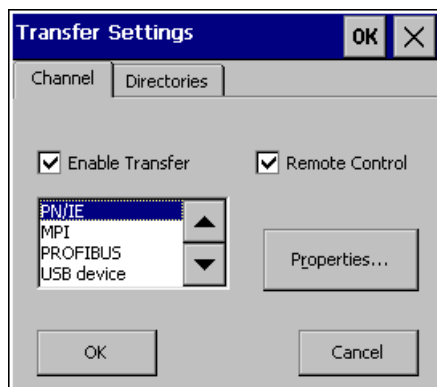 Transfer Settings OK
Channel Directories
Enable Transfer Remote Control
PN/IE
MPI
PROFIBUS
USB device
Properties...
OK Cancel